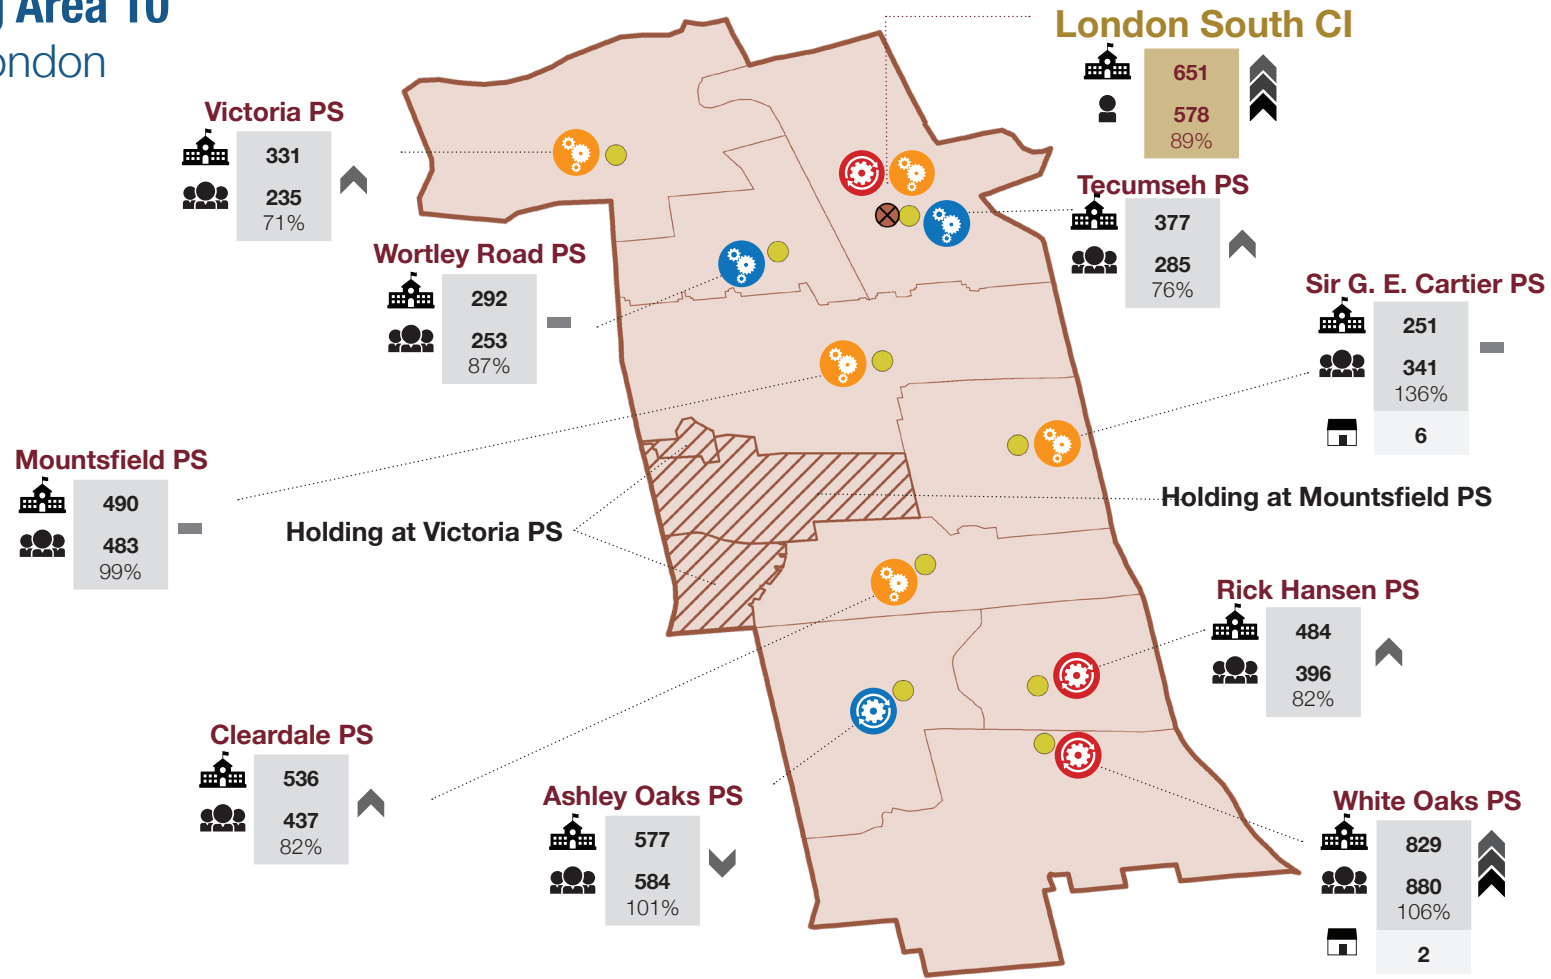 Area 10
London South CI
651
578
89%
Victoria PS
331
235
71%
Tecumseh PS
377
285
76%
Wortley Road PS
292
253
87%
Sir G. E. Cartier PS
251
341
136%
6
Mountsfield PS
490
483
99%
Holding at Victoria PS
Holding at Mountsfield PS
Rick Hansen PS
484
396
82%
Cleardale PS
536
437
82%
Ashley Oaks PS
577
584
101%
White Oaks PS
829
880
106%
2